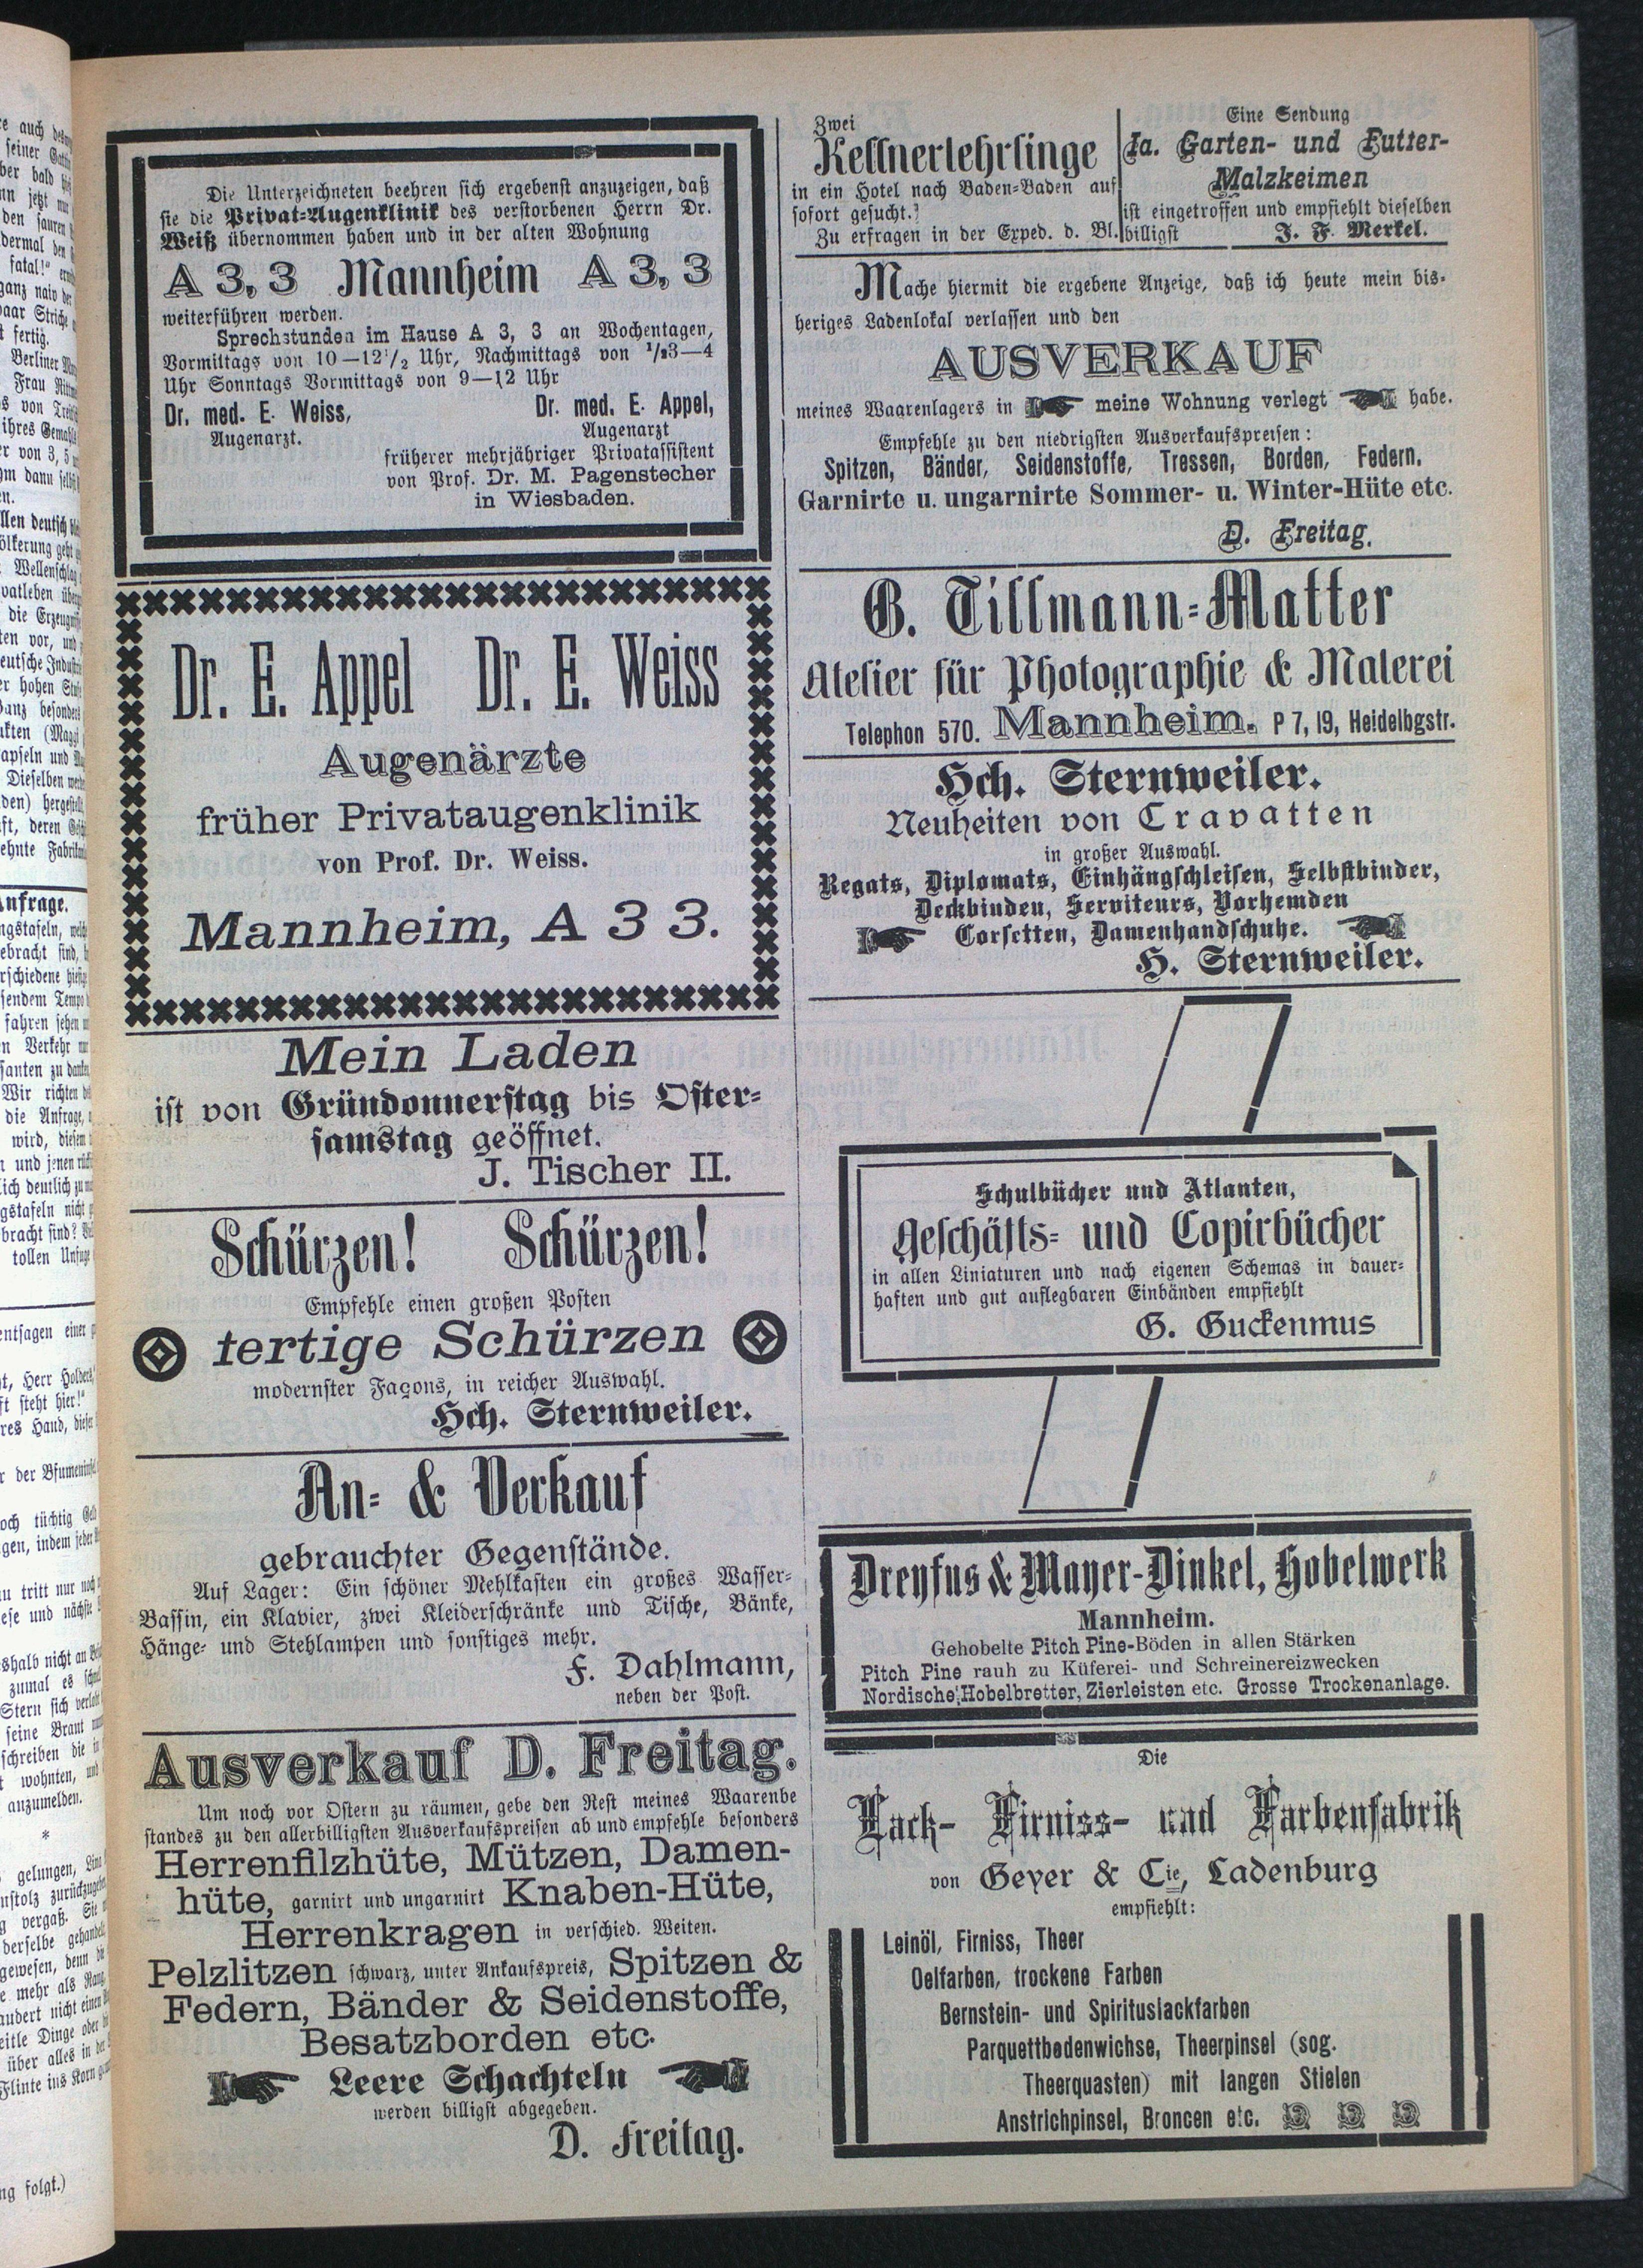 Die Unterzeichneten beehren sich ergebenst anzuzeigen, daß
sie die Privat-Augenklinik des verstorbenen Herrn Dr.
Weiß übernommen haben und in der alten Wohnung
A 3, 3 Mannheim A 3, 3
weiterführen werden.
Sprechstunden im Hause A 3, 3 an Wochentagen,
Vormittags von 10—12½ Uhr, Nachmittags von ½3—4
Uhr Sonntags Vormittags von 9—12 Uhr
Dr. med. E. Weiss, Dr. med. E. Appel,
Augenarzt. Augenarzt
früherer mehrjähriger Privatassistent
von Prof. Dr. M. Pagenstecher
in Wiesbaden.
Dr. E. Appel Dr. E. Weiss
Augenärzte
früher Privataugenklinik
von Prof. Dr. Weiss.
Mannheim, A 3 3.
Mein Laden
ist von Gründonnerstag bis Oster-
samstag geöffnet.
J. Tischer II.
Schürzen! Schürzen!
Empfehle einen großen Posten
fertige Schürzen
modernster Façons, in reicher Auswahl.
Hch. Sternweiler.
An- & Verkauf
gebrauchter Gegenstände.
Auf Lager: Ein schöner Mehlkasten ein großes Wasser-
Bassin, ein Klavier, zwei Kleiderschränke und Tische, Bänke,
Hänge- und Stehlampen und sonstiges mehr.
F. Dahlmann,
neben der Post.
Ausverkauf D. Freitag.
Um noch vor Ostern zu räumen, gebe den Rest meines Waarenbe
standes zu den allerbilligsten Ausverkaufspreisen ab und empfehle besonders
Herrenfilzhüte, Mützen, Damen-
hüte, garnirt und ungarnirt Knaben-Hüte,
Herrenkragen in verschied. Weiten.
Pelzlitzen schwarz, unter Ankaufspreis, Spitzen &
Federn, Bänder & Seidenstoffe,
Besatzborden etc.
Leere Schachteln
werden billigst abgegeben.
D. Freitag.
Zwei
Kellnerlehrlinge
in ein Hotel nach Baden-Baden auf
sofort gesucht.
Zu erfragen in der Exped. d. Bl.
Eine Sendung
Ia. Garten- und Futter-
Malzkeimen
ist eingetroffen und empfiehlt dieselben
billigst J. F. Merkel.
Mache hiermit die ergebene Anzeige, daß ich heute mein bis-
heriges Ladenlokal verlassen und den
AUSVERKAUF
meines Waarenlagers in meine Wohnung verlegt habe.
Empfehle zu den niedrigsten Ausverkaufspreisen:
Spitzen, Bänder, Seidenstoffe, Tressen, Borden, Federn.
Garnirte u. ungarnirte Sommer- u. Winter-Hüte etc.
D. Freitag.
G. Tillmann-Matter
Atelier für Photographie & Malerei
Telephon 570. Mannheim. P 7, 19, Heidelbgstr.
Hch. Sternweiler.
Neuheiten von Cravatten
in großer Auswahl.
Regats, Diplomats, Einhängschleifen, Selbstbinder,
Deckbinden, Serviteurs, Vorhemden
Corsetten, Damenhandschuhe.
H. Sternweiler.
Schulbücher und Atlanten,
Geschäfts- und Copirbücher
in allen Liniaturen und nach eigenen Schemas in dauer-
haften und gut auflegbaren Einbänden empfiehlt
G. Guckenmus
Dreyfus & Mayer-Dinkel, Hobelwerk
Mannheim.
Gehobelte Pitch Pine-Böden in allen Stärken
Pitch Pine rauh zu Küferei- und Schreinereizwecken
Nordische Hobelbretter, Zierleisten etc. Grosse Trockenanlage.
Die
Lack- Firniss- und Farbenfabrik
von Geyer & Cie, Ladenburg
empfiehlt:
Leinöl, Firniss, Theer
Oelfarben, trockene Farben
Bernstein- und Spirituslackfarben
Parquettbodenwichse, Theerpinsel (sog.
Theerquasten) mit langen Stielen
Anstrichpinsel, Broncen etc.